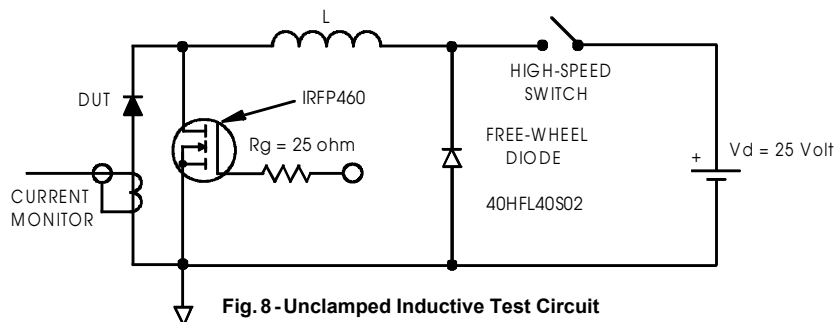 L
HIGH-SPEED
SWITCH
DUT
IRFP460
Rg = 25 ohm
FREE-WHEEL
DIODE
+
Vd = 25 Volt
40HFL40S02
CURRENT
MONITOR
Fig. 8 - Unclamped Inductive Test Circuit